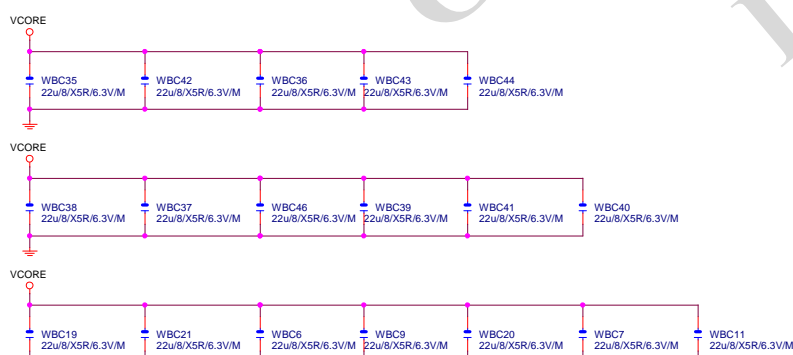 VCORE
WBC35 WBC42 WBC36 WBC43 WBC44
22u/8/X5R/6.3V/M 22u/8/X5R/6.3V/M 22u/8/X5R/6.3V/M 22u/8/X5R/6.3V/M 22u/8/X5R/6.3V/M
VCORE
WBC38 WBC37 WBC46 WBC39 WBC41 WBC40
22u/8/X5R/6.3V/M 22u/8/X5R/6.3V/M 22u/8/X5R/6.3V/M 22u/8/X5R/6.3V/M 22u/8/X5R/6.3V/M 22u/8/X5R/6.3V/M
VCORE
WBC19 WBC21 WBC6 WBC9 WBC20 WBC7 WBC11
22u/8/X5R/6.3V/M 22u/8/X5R/6.3V/M 22u/8/X5R/6.3V/M 22u/8/X5R/6.3V/M 22u/8/X5R/6.3V/M 22u/8/X5R/6.3V/M 22u/8/X5R/6.3V/M